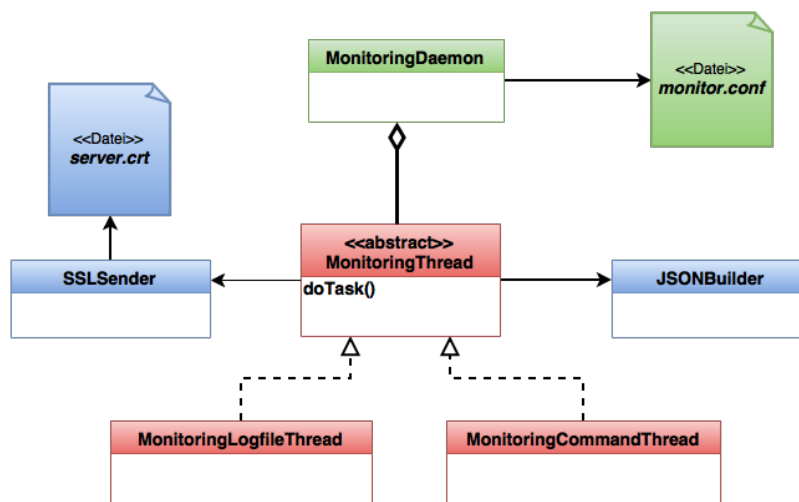 MonitoringDaemon
<<Datei>>
monitor.conf
<<Datei>>
server.crt
<<abstract>>
MonitoringThread
doTask()
SSLSender
JSONBuilder
MonitoringLogfileThread
MonitoringCommandThread